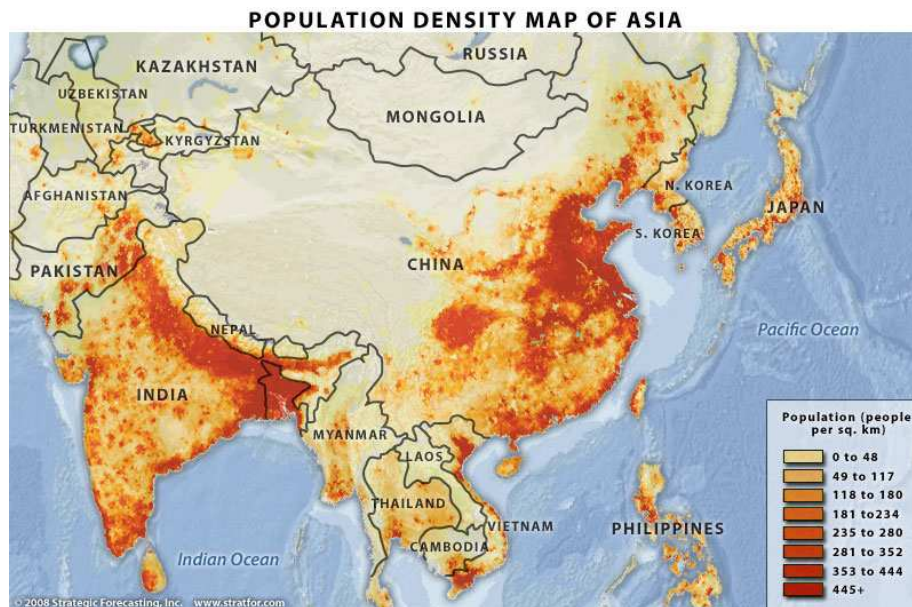 POPULATION DENSITY MAP OF ASIA
RUSSIA
KAZAKHSTAN
UZBEKISTAN
MONGOLIA
TURKMENISTAN
KYRGYZSTAN
N. KOREA
AFGHANISTAN
JAPAN
S. KOREA
PAKISTAN
CHINA
NEPAL
Pacific Ocean
INDIA
Population (people
per sq. km)
0 to 48
49 to 117
118 to 180
181 to234
235 to 280
281 to 352
353 to 444
445+
MYANMAR
LAOS
THAILAND
VIETNAM
PHILIPPINES
CAMBODIA
Indian Ocean
© 2008 Strategic Forecasting, Inc. www.stratfor.com